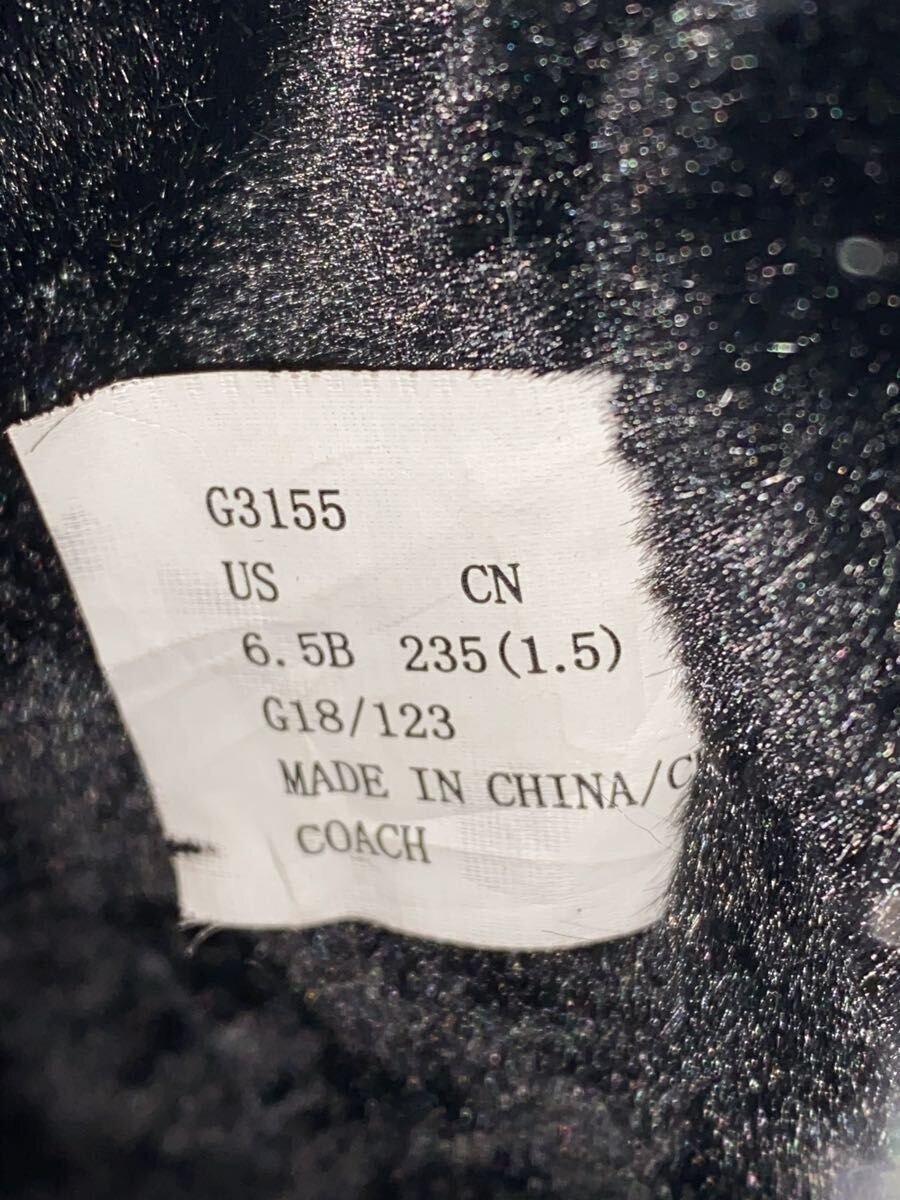 G3155
US CN
6.5B 235(1.5)
G18/123
MADE IN CHINA/
COACH